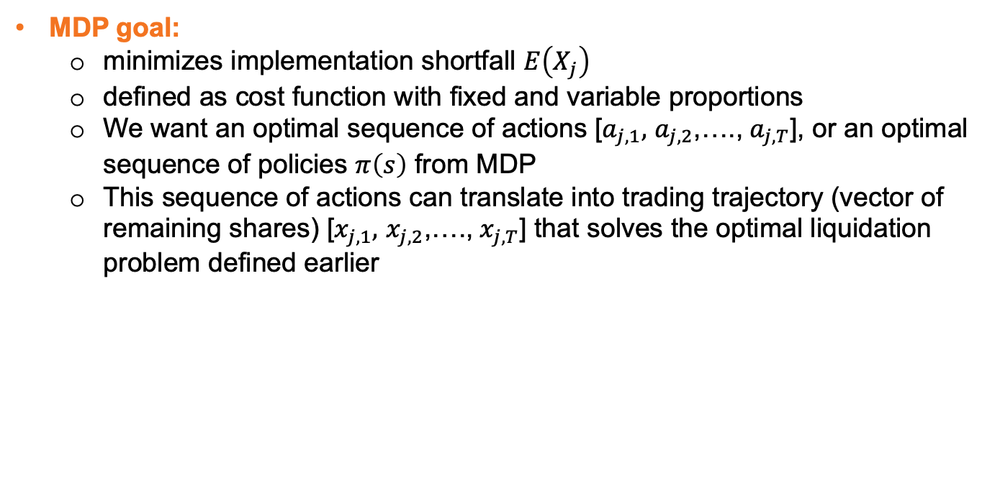 • MDP goal:
o minimizes implementation shortfall E(X_j)
o defined as cost function with fixed and variable proportions
o We want an optimal sequence of actions [a_{j,1}, a_{j,2},...., a_{j,T}], or an optimal
sequence of policies π(s) from MDP
o This sequence of actions can translate into trading trajectory (vector of
remaining shares) [x_{j,1}, x_{j,2},...., x_{j,T}] that solves the optimal liquidation
problem defined earlier